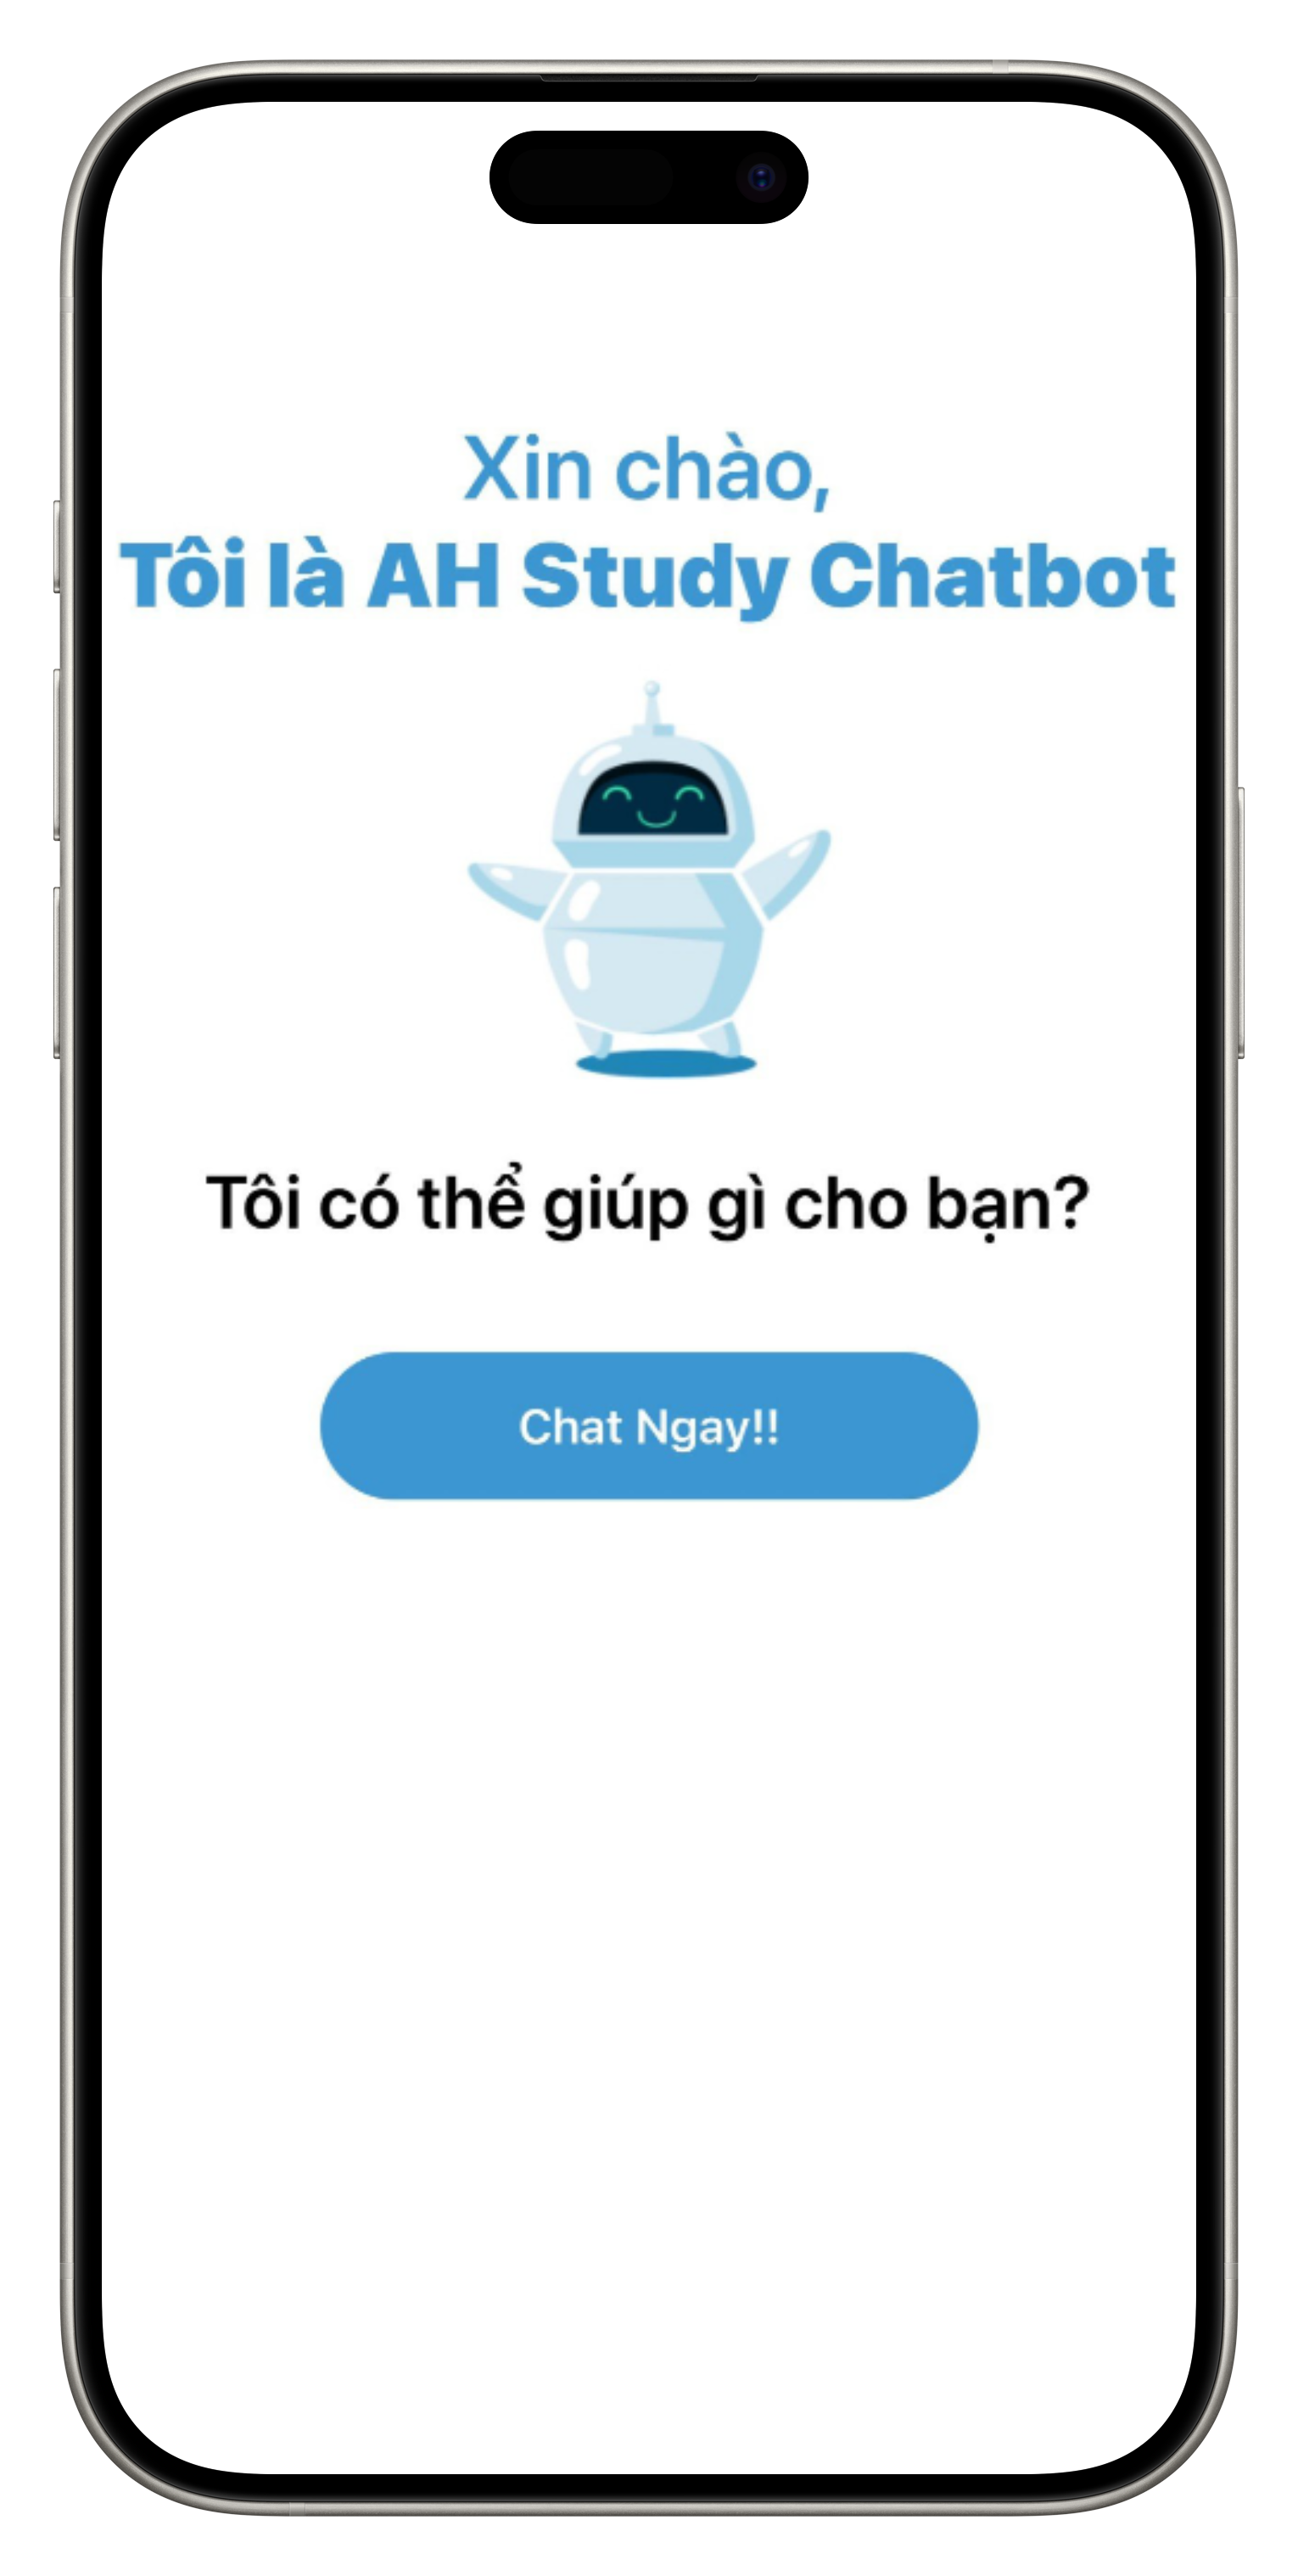 Xin chào,
Tôi là AH Study Chatbot
Tôi có thể giúp gì cho bạn?
Chat Ngay!!